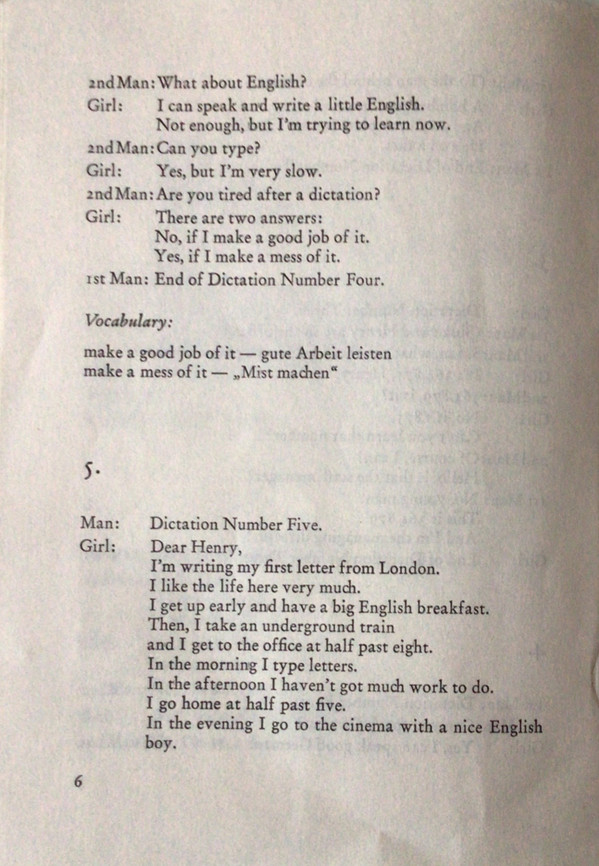 2nd Man: What about English?
Girl: I can speak and write a little English.
Not enough, but I'm trying to learn now.
2nd Man: Can you type?
Girl: Yes, but I'm very slow.
2nd Man: Are you tired after a dictation?
Girl: There are two answers:
No, if I make a good job of it.
Yes, if I make a mess of it.
1st Man: End of Dictation Number Four.
Vocabulary:
make a good job of it — gute Arbeit leisten
make a mess of it — „Mist machen“
5.
Man: Dictation Number Five.
Girl: Dear Henry,
I'm writing my first letter from London.
I like the life here very much.
I get up early and have a big English breakfast.
Then, I take an underground train
and I get to the office at half past eight.
In the morning I type letters.
In the afternoon I haven't got much work to do.
I go home at half past five.
In the evening I go to the cinema with a nice English
boy.
6